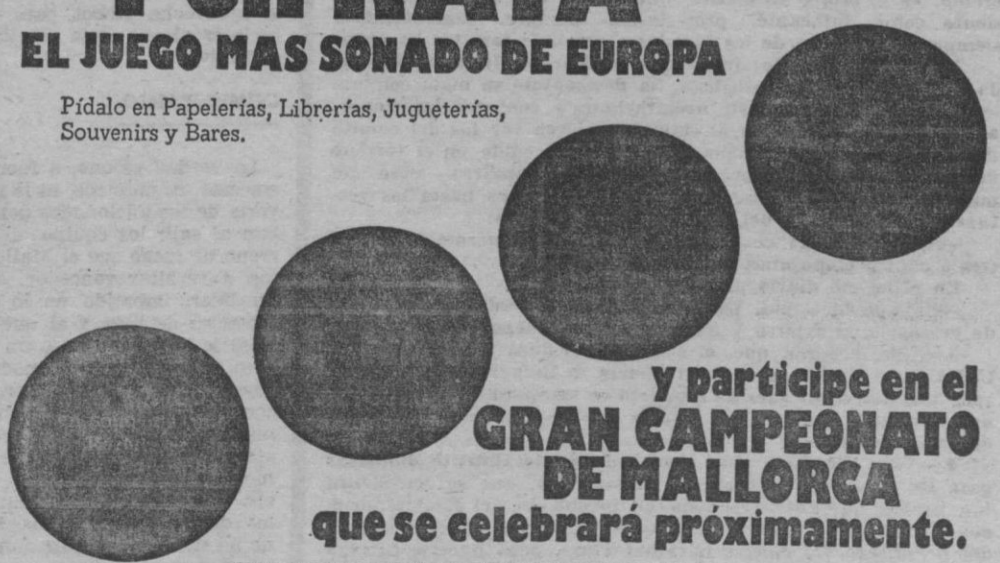 EL JUEGO MAS SONADO DE EUROPA
Pídalo en Papelerías, Librerías, Jugueterías,
Souvenirs y Bares.
y participe en el
GRAN CAMPEONATO
DE MALLORCA
que se celebrará próximamente.